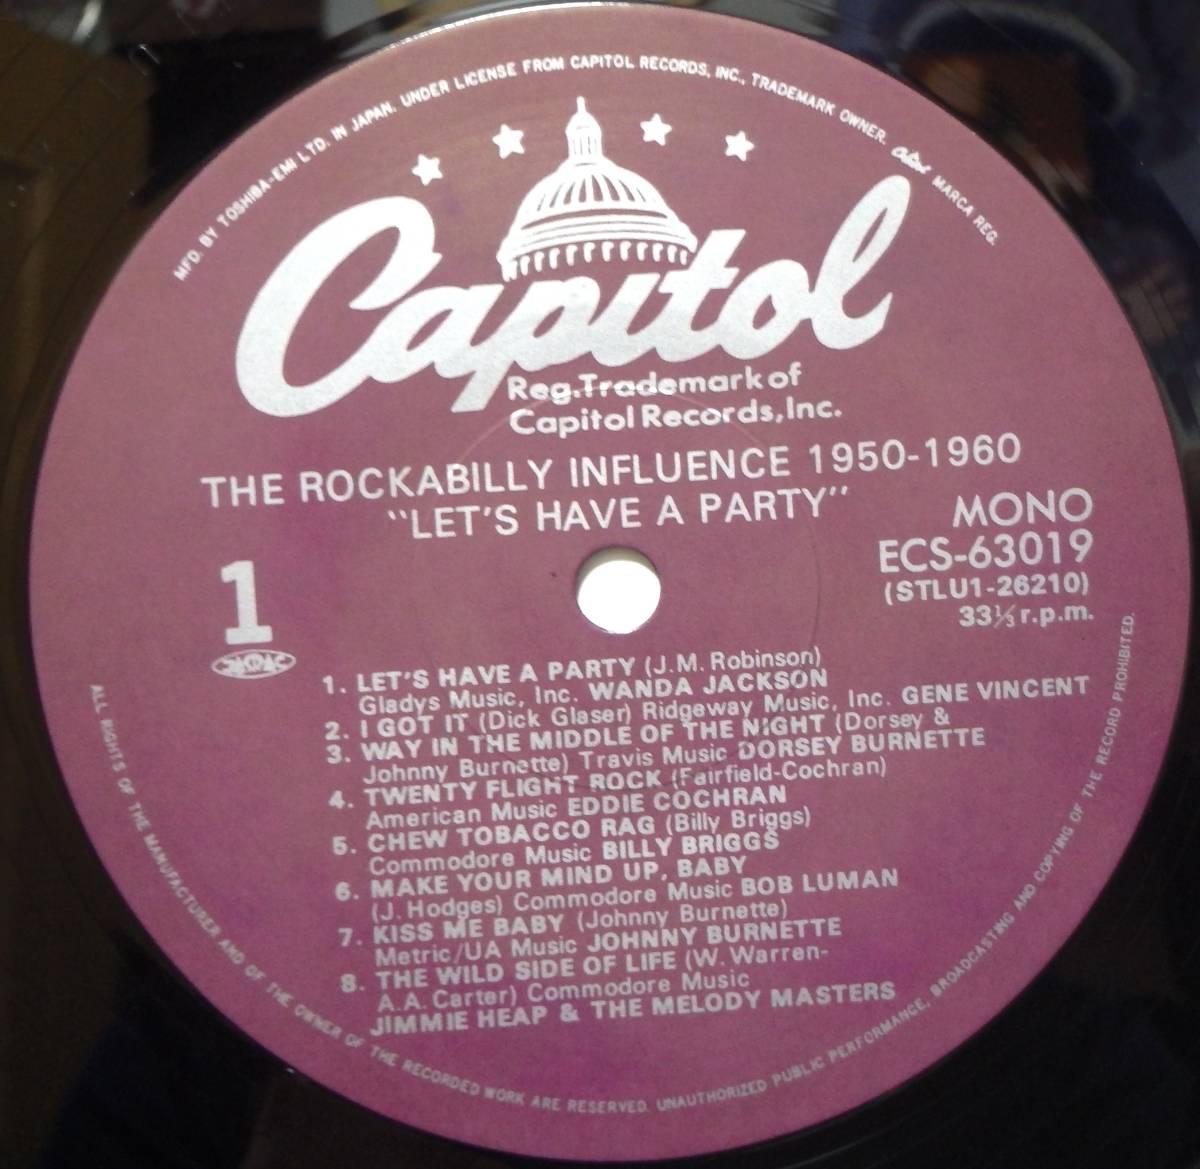 MFD. BY TOSHIBA-EMI LTD. IN JAPAN. UNDER LICENSE FROM CAPITOL RECORDS, INC., TRADEMARK OWNER. Capitol MARCA REG.
Capitol
Reg.Trademark of
Capitol Records,Inc.
THE ROCKABILLY INFLUENCE 1950-1960
"LET'S HAVE A PARTY"
MONO
ECS-63019
(STLU1-26210)
33⅓ r.p.m.
1
JASRAC
1. LET'S HAVE A PARTY (J.M. Robinson)
Gladys Music, Inc. WANDA JACKSON
2. I GOT IT (Dick Glaser) Ridgeway Music, Inc. GENE VINCENT
3. WAY IN THE MIDDLE OF THE NIGHT (Dorsey &
Johnny Burnette) Travis Music DORSEY BURNETTE
4. TWENTY FLIGHT ROCK (Fairfield-Cochran)
American Music EDDIE COCHRAN
5. CHEW TOBACCO RAG (Billy Briggs)
Commodore Music BILLY BRIGGS
6. MAKE YOUR MIND UP, BABY
(J. Hodges) Commodore Music BOB LUMAN
7. KISS ME BABY (Johnny Burnette)
Metric/UA Music JOHNNY BURNETTE
8. THE WILD SIDE OF LIFE (W. Warren-
A.A. Carter) Commodore Music
JIMMIE HEAP & THE MELODY MASTERS
ALL RIGHTS OF THE MANUFACTURER AND OF THE OWNER OF THE RECORDED WORK ARE RESERVED. UNAUTHORIZED PUBLIC PERFORMANCE, BROADCASTING AND COPYING OF THE RECORD PROHIBITED.